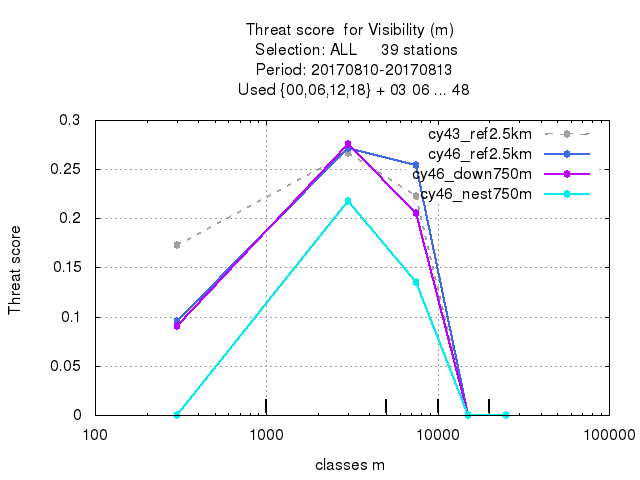 Threat score  for Visibility (m)
Selection: ALL     39 stations
Period: 20170810-20170813
Used {00,06,12,18} + 03 06 ... 48
0.3
0.25
0.2
0.15
0.1
0.05
0
Threat score
cy43_ref2.5km
cy46_ref2.5km
cy46_down750m
cy46_nest750m
100
1000
10000
100000
classes m